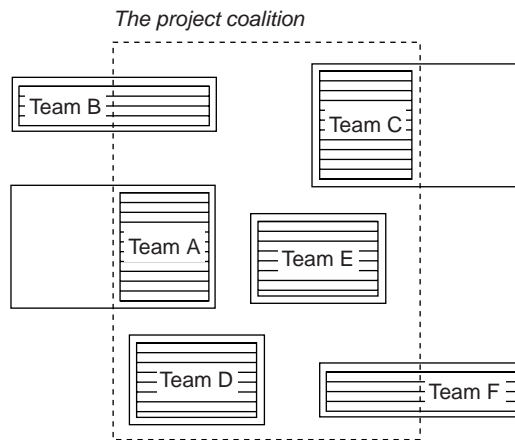 The project coalition
Team B
Team C
Team A
Team E
Team D
Team F